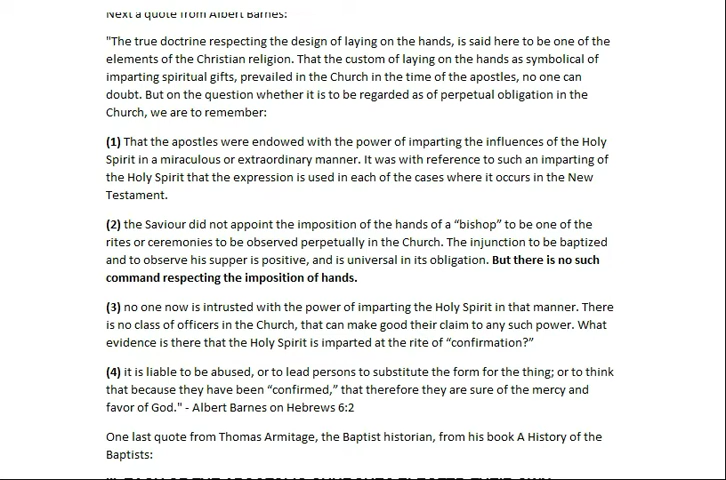 Next a quote from Albert Barnes:
"The true doctrine respecting the design of laying on the hands, is said here to be one of the
elements of the Christian religion. That the custom of laying on the hands as symbolical of
imparting spiritual gifts, prevailed in the Church in the time of the apostles, no one can
doubt. But on the question whether it is to be regarded as of perpetual obligation in the
Church, we are to remember:
(1) That the apostles were endowed with the power of imparting the influences of the Holy
Spirit in a miraculous or extraordinary manner. It was with reference to such an imparting of
the Holy Spirit that the expression is used in each of the cases where it occurs in the New
Testament.
(2) the Saviour did not appoint the imposition of the hands of a “bishop” to be one of the
rites or ceremonies to be observed perpetually in the Church. The injunction to be baptized
and to observe his supper is positive, and is universal in its obligation. But there is no such
command respecting the imposition of hands.
(3) no one now is intrusted with the power of imparting the Holy Spirit in that manner. There
is no class of officers in the Church, that can make good their claim to any such power. What
evidence is there that the Holy Spirit is imparted at the rite of “confirmation?”
(4) it is liable to be abused, or to lead persons to substitute the form for the thing; or to think
that because they have been “confirmed,” that therefore they are sure of the mercy and
favor of God." - Albert Barnes on Hebrews 6:2
One last quote from Thomas Armitage, the Baptist historian, from his book A History of the
Baptists: